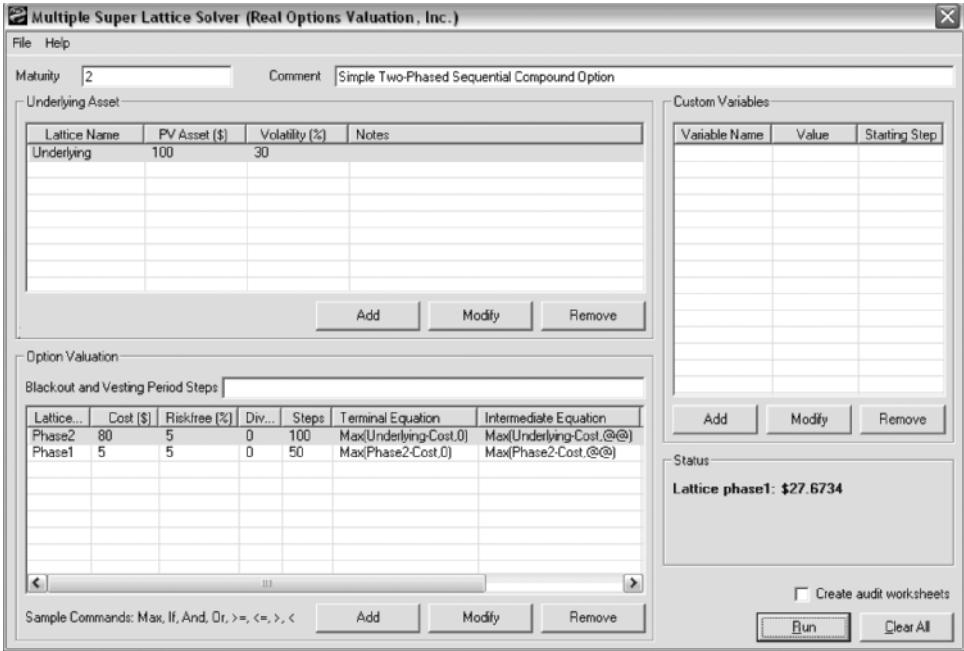 Multiple Super Lattice Solver (Real Options Valuation, Inc.)
File Help
Maturity 2 Comment Simple Two-Phased Sequential Compound Option
Underlying Asset
Lattice Name PV Asset ($) Volatility (%) Notes
Underlying 100 30
Add Modify Remove
Option Valuation
Blackout and Vesting Period Steps
Lattice... Cost ($) Riskfree (%) Div... Steps Terminal Equation Intermediate Equation
Phase2 80 5 0 100 Max(Underlying-Cost,0) Max(Underlying-Cost,@@)
Phase1 5 5 0 50 Max(Phase2-Cost,0) Max(Phase2-Cost,@@)
Sample Commands: Max, If, And, Or, >=, <=, >, < Add Modify Remove
Custom Variables
Variable Name Value Starting Step
Add Modify Remove
Status
Lattice phase1: $27.6734
Create audit worksheets
Run Clear All